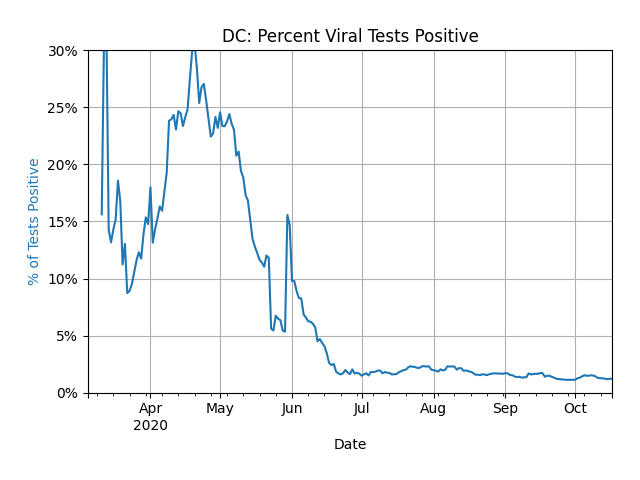 DC: Percent Viral Tests Positive
30%
25%
20%
15%
10%
5%
0%
% of Tests Positive
Apr May Jun Jul Aug Sep Oct
2020
Date